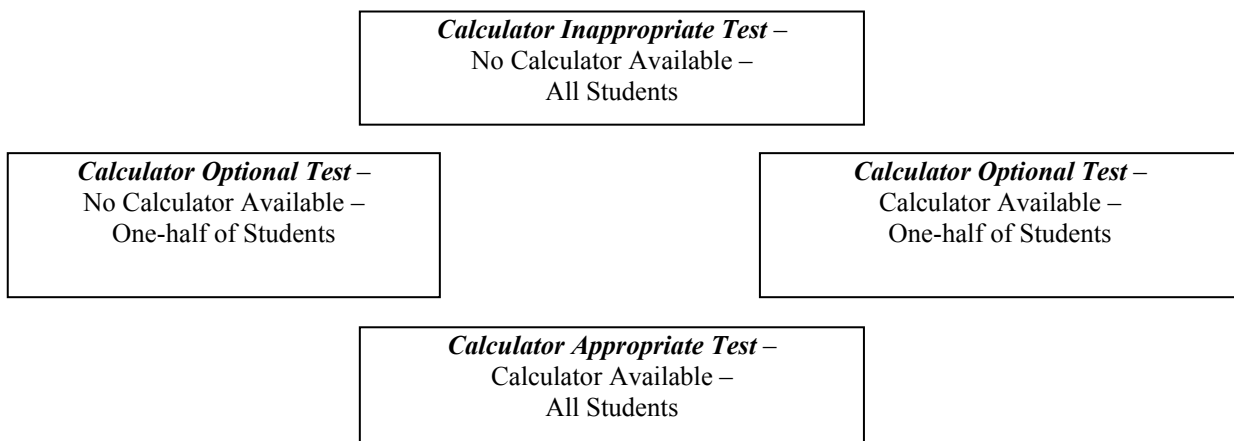 Calculator Inappropriate Test –
No Calculator Available –
All Students
Calculator Optional Test –
No Calculator Available –
One-half of Students
Calculator Optional Test –
Calculator Available –
One-half of Students
Calculator Appropriate Test –
Calculator Available –
All Students